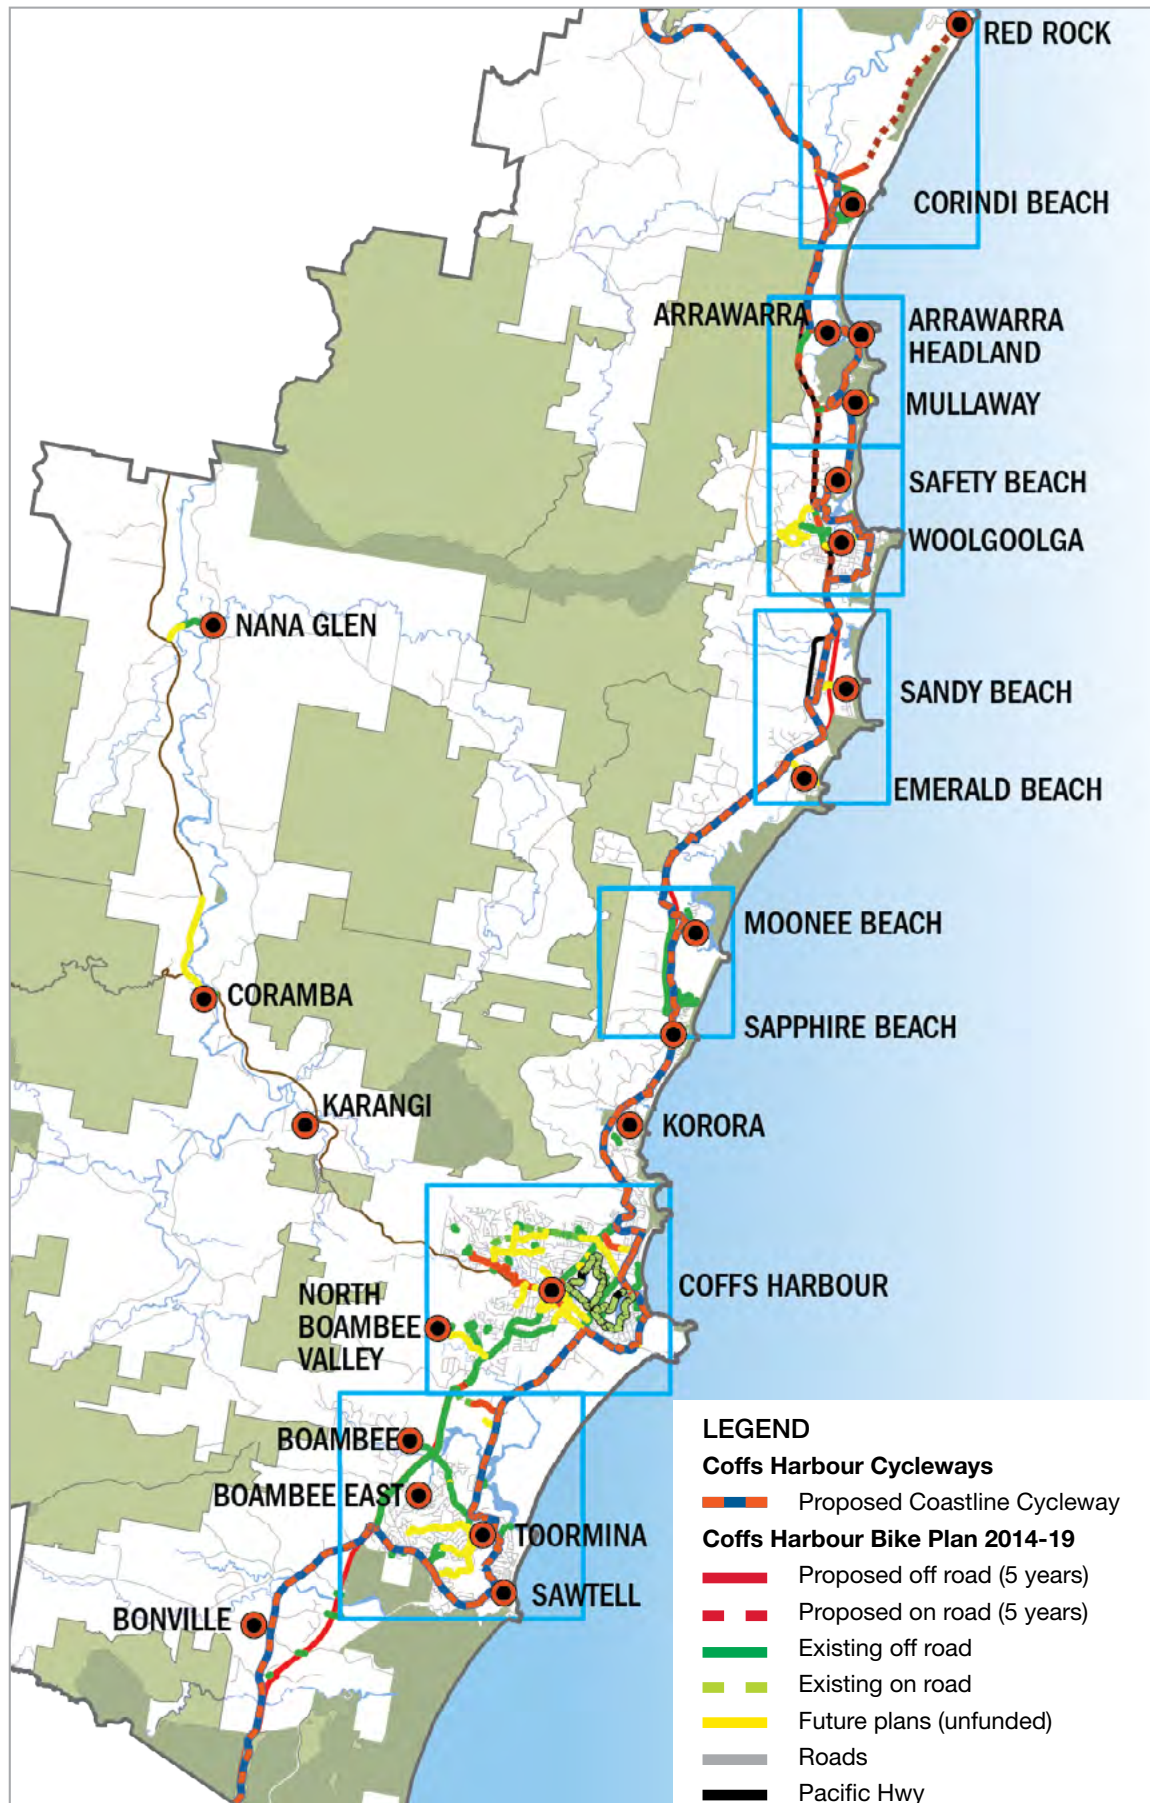 RED ROCK
CORINDI BEACH
ARRAWARRA
ARRAWARRA
HEADLAND
MULLAWAY
SAFETY BEACH
WOOLGOOLGA
NANA GLEN
SANDY BEACH
EMERALD BEACH
MOONEE BEACH
CORAMBA
SAPPHIRE BEACH
KARANGI
KORORA
COFFS HARBOUR
NORTH
BOAMBEE
VALLEY
BOAMBEE
BOAMBEE EAST
TOORMINA
SAWTELL
BONVILLE
LEGEND
Coffs Harbour Cycleways
Proposed Coastline Cycleway
Coffs Harbour Bike Plan 2014-19
Proposed off road (5 years)
Proposed on road (5 years)
Existing off road
Existing on road
Future plans (unfunded)
Roads
Pacific Hwy